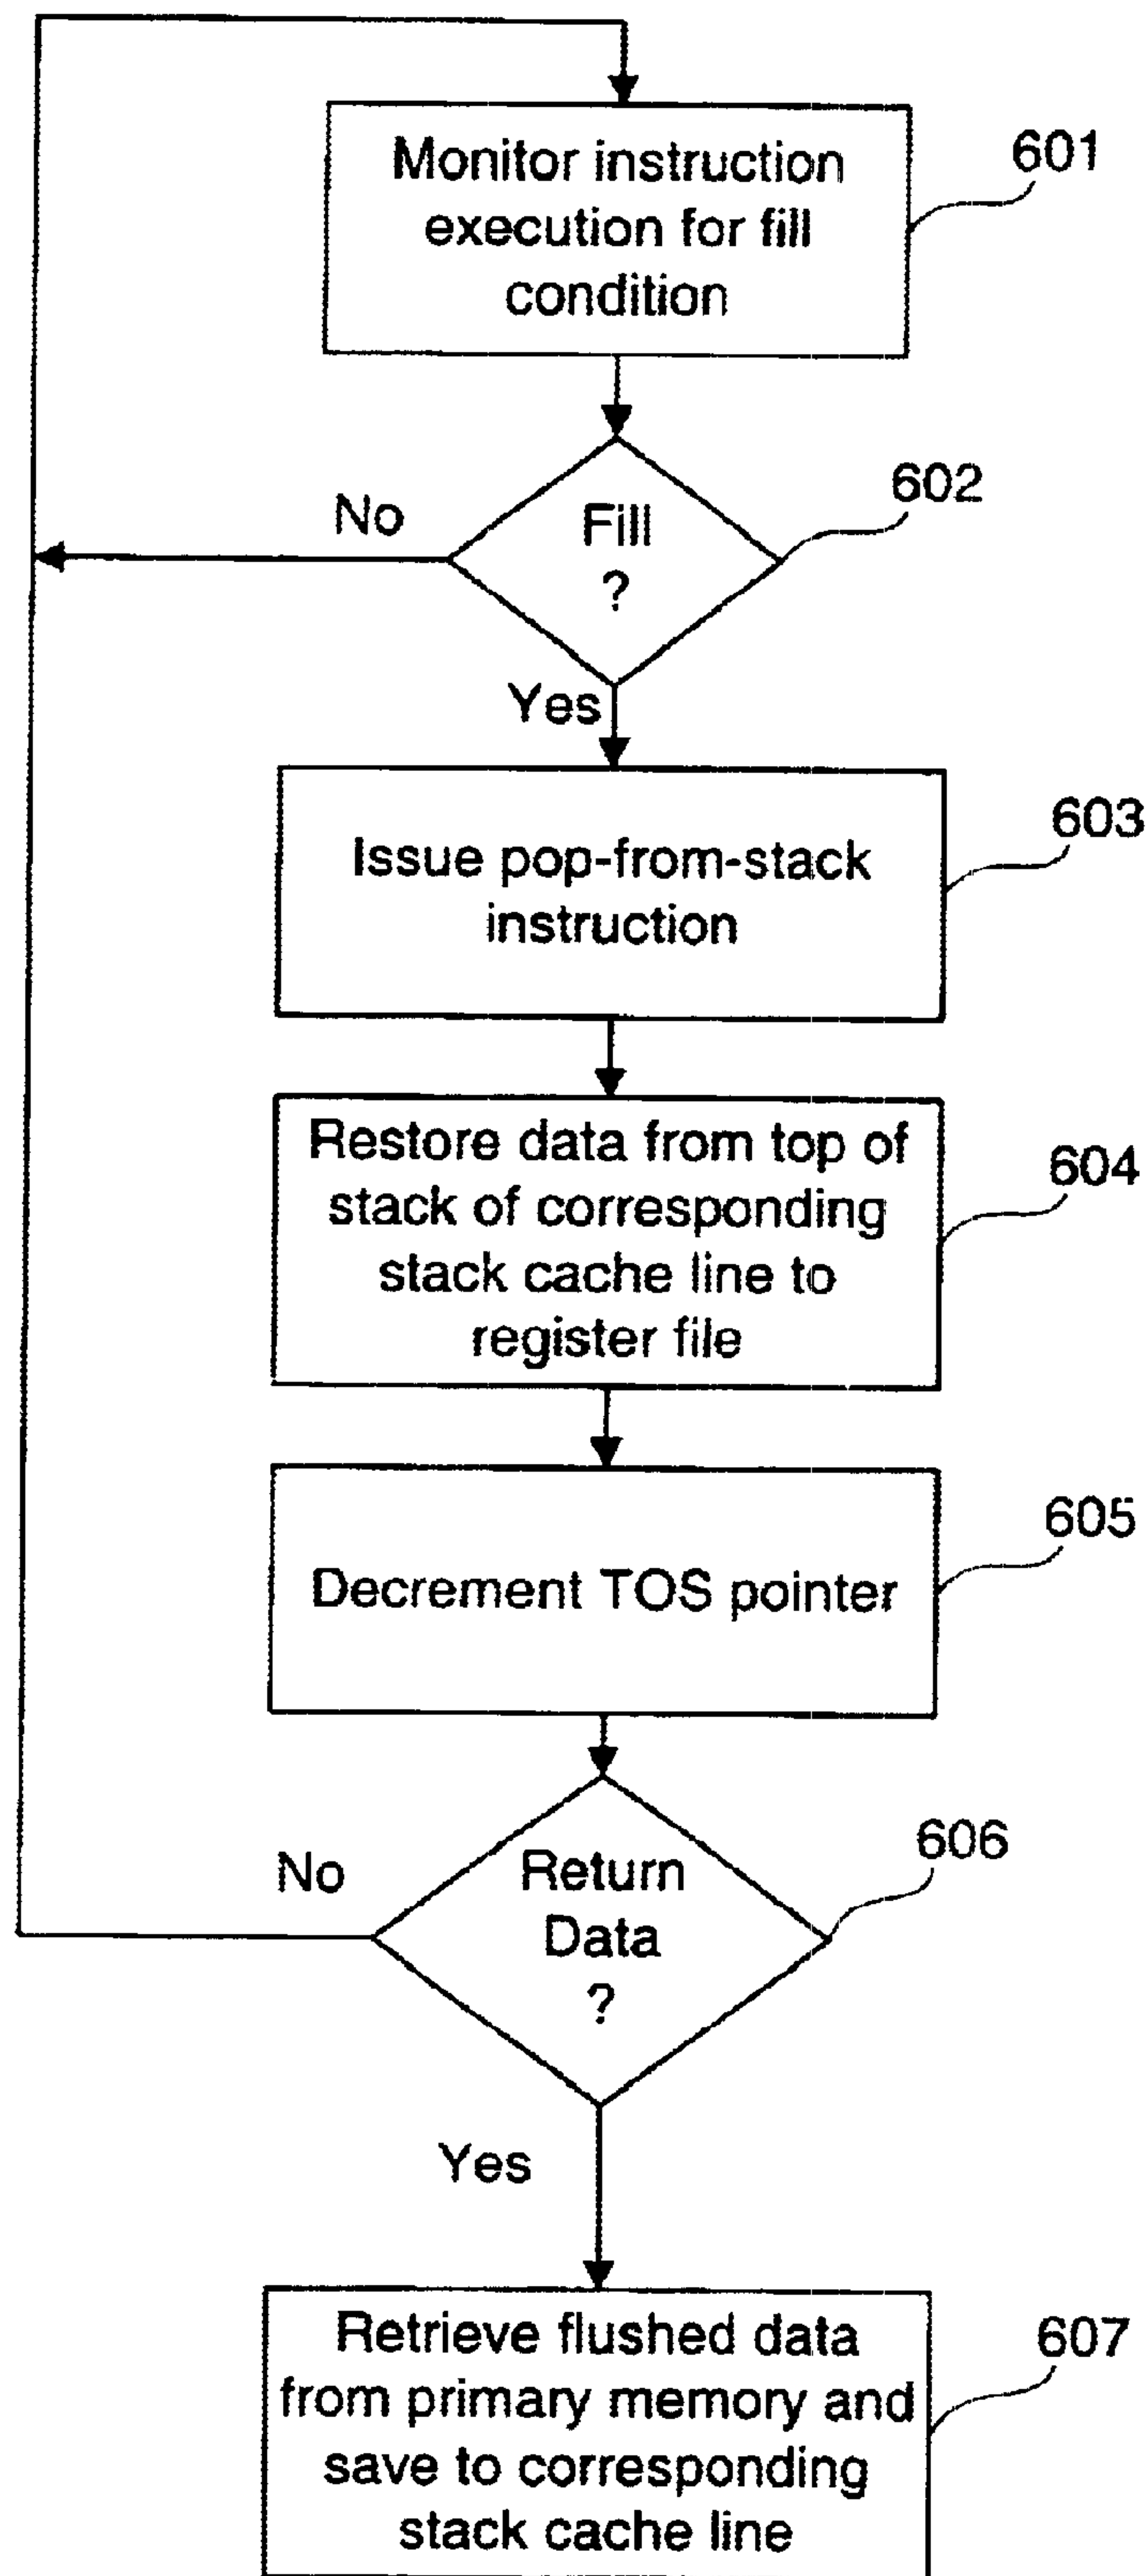 Monitor instruction
execution for fill
condition
601
Fill
?
602
No
Yes
Issue pop-from-stack
instruction
603
Restore data from top of
stack of corresponding
stack cache line to
register file
604
Decrement TOS pointer
605
Return
Data
?
606
No
Yes
Retrieve flushed data
from primary memory and
save to corresponding
stack cache line
607